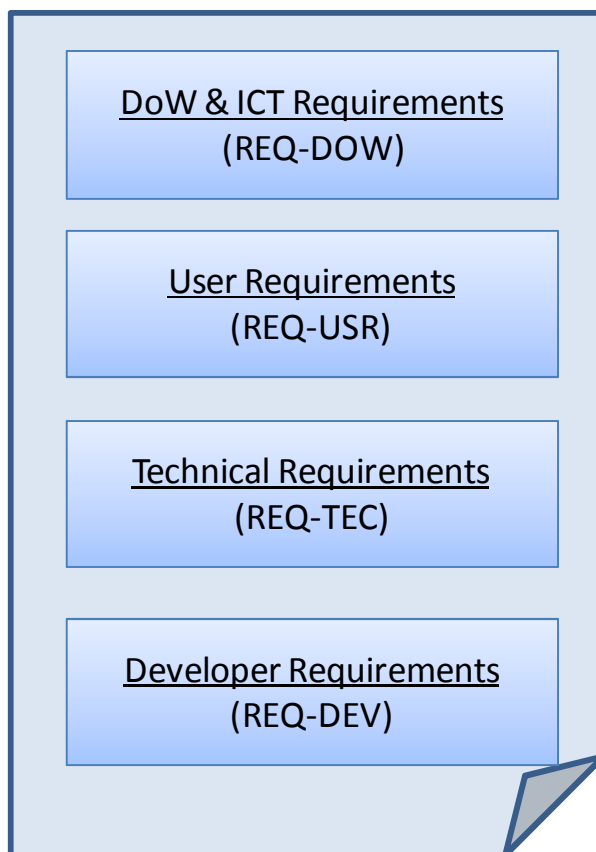 DoW & ICT Requirements
(REQ-DOW)
User Requirements
(REQ-USR)
Technical Requirements
(REQ-TEC)
Developer Requirements
(REQ-DEV)